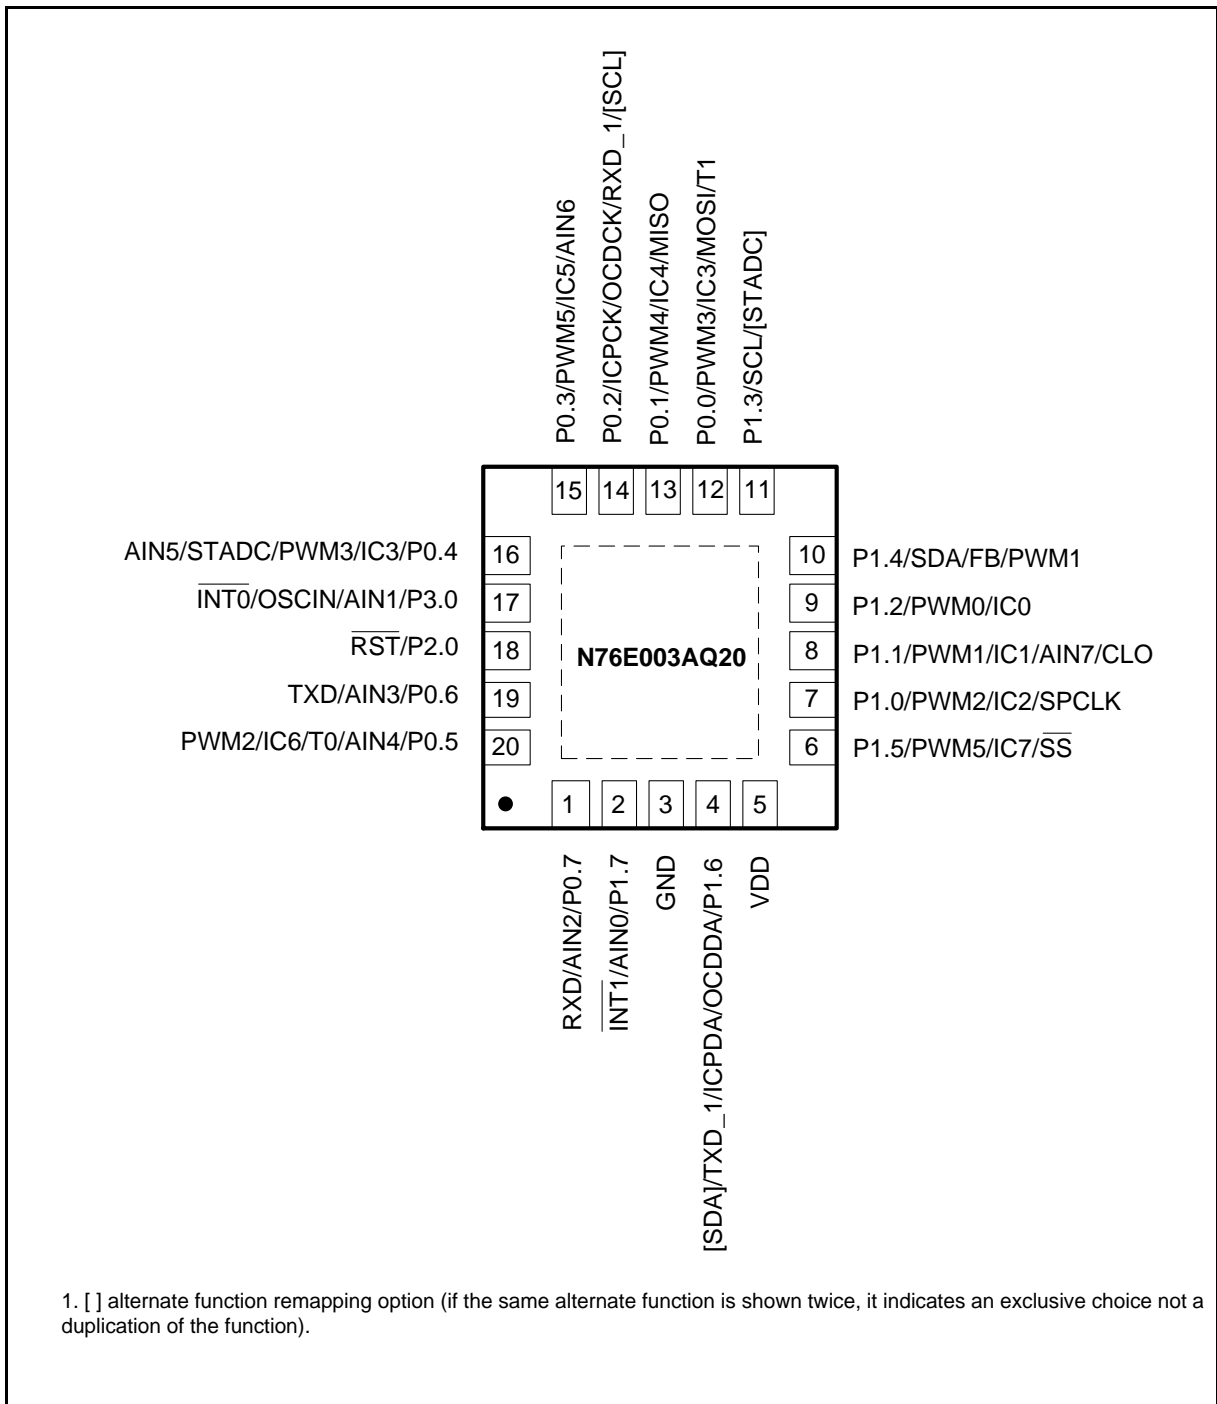 P0.3/PWM5/IC5/AIN6
P0.2/ICPCK/OCDCK/RXD_1/[SCL]
P0.1/PWM4/IC4/MISO
P0.0/PWM3/IC3/MOSI/T1
P1.3/SCL/[STADC]
15 14 13 12 11
AIN5/STADC/PWM3/IC3/P0.4 16
10 P1.4/SDA/FB/PWM1
INT0/OSCIN/AIN1/P3.0 17
9 P1.2/PWM0/IC0
RST/P2.0 18
N76E003AQ20
8 P1.1/PWM1/IC1/AIN7/CLO
TXD/AIN3/P0.6 19
7 P1.0/PWM2/IC2/SPCLK
PWM2/IC6/T0/AIN4/P0.5 20
6 P1.5/PWM5/IC7/SS
1 2 3 4 5
RXD/AIN2/P0.7
INT1/AIN0/P1.7
GND
[SDA]/TXD_1/ICPDA/OCDDA/P1.6
VDD
1. [ ] alternate function remapping option (if the same alternate function is shown twice, it indicates an exclusive choice not a
duplication of the function).